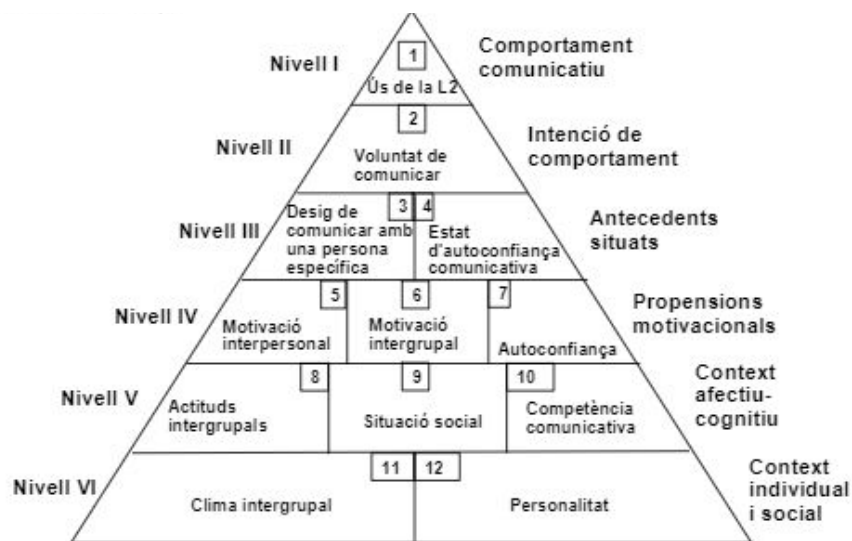 Nivell I
1
Ús de la L2
Comportament
comunicatiu
Nivell II
2
Voluntat de
comunicar
Intenció de
comportament
Nivell III
3
Desig de
comunicar amb
una persona
específica
4
Estat
d'autoconfiança
comunicativa
Antecedents
situats
Nivell IV
5
Motivació
interpersonal
6
Motivació
intergrupal
7
Autoconfiança
Propensions
motivacionals
Nivell V
8
Actituds
intergrupals
9
Situació social
10
Competència
comunicativa
Context
afectiu-
cognitiu
Nivell VI
11
Clima intergrupal
12
Personalitat
Context
individual
i social